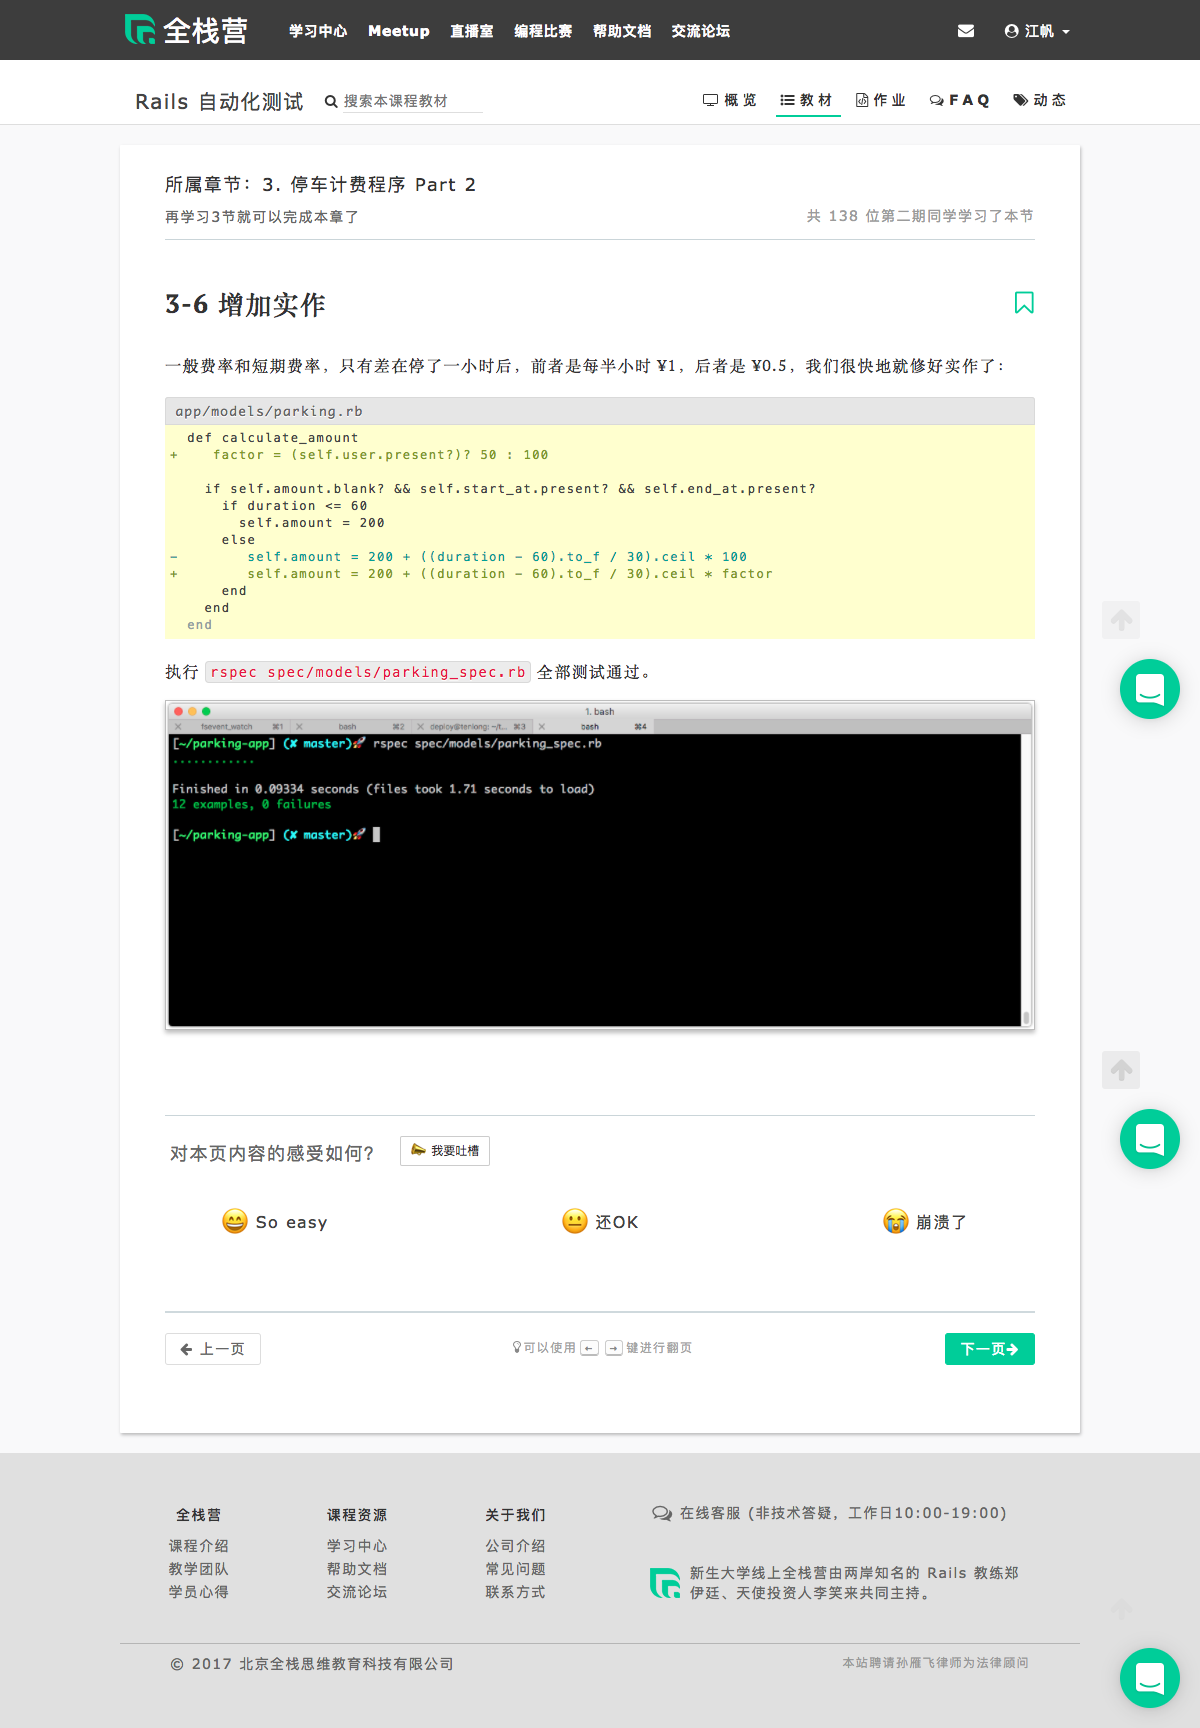 全栈营 学习中心 Meetup 直播室 编程比赛 帮助文档 交流论坛 江帆
Rails 自动化测试 搜索本课程教材 概览 教材 作业 FAQ 动态
所属章节：3. 停车计费程序 Part 2
再学习3节就可以完成本章了 共 138 位第二期同学学习了本节
3-6 增加实作
一般费率和短期费率，只有差在停了一小时后，前者是每半小时 ¥1，后者是 ¥0.5，我们很快地就修好实作了：
app/models/parking.rb
def calculate_amount
+    factor = (self.user.present?)? 50 : 100
if self.amount.blank? && self.start_at.present? && self.end_at.present?
if duration <= 60
self.amount = 200
else
-        self.amount = 200 + ((duration - 60).to_f / 30).ceil * 100
+        self.amount = 200 + ((duration - 60).to_f / 30).ceil * factor
end
end
end
执行 rspec spec/models/parking_spec.rb 全部测试通过。
1. bash
fsevent_watch ⌘1 bash ⌘2 deploy@tenlong: ~/t... ⌘3 bash ⌘4
[~/parking-app] (✘ master)🚀 rspec spec/models/parking_spec.rb
............
Finished in 0.09334 seconds (files took 1.71 seconds to load)
12 examples, 0 failures
[~/parking-app] (✘ master)🚀
对本页内容的感受如何? 我要吐槽
😄 So easy 😐 还OK 😭 崩溃了
← 上一页 可以使用 ← → 键进行翻页 下一页→
全栈营 课程资源 关于我们 在线客服 (非技术答疑，工作日10:00-19:00)
课程介绍 学习中心 公司介绍
教学团队 帮助文档 常见问题 新生大学线上全栈营由两岸知名的 Rails 教练郑
学员心得 交流论坛 联系方式 伊廷、天使投资人李笑来共同主持。
© 2017 北京全栈思维教育科技有限公司 本站聘请孙雁飞律师为法律顾问